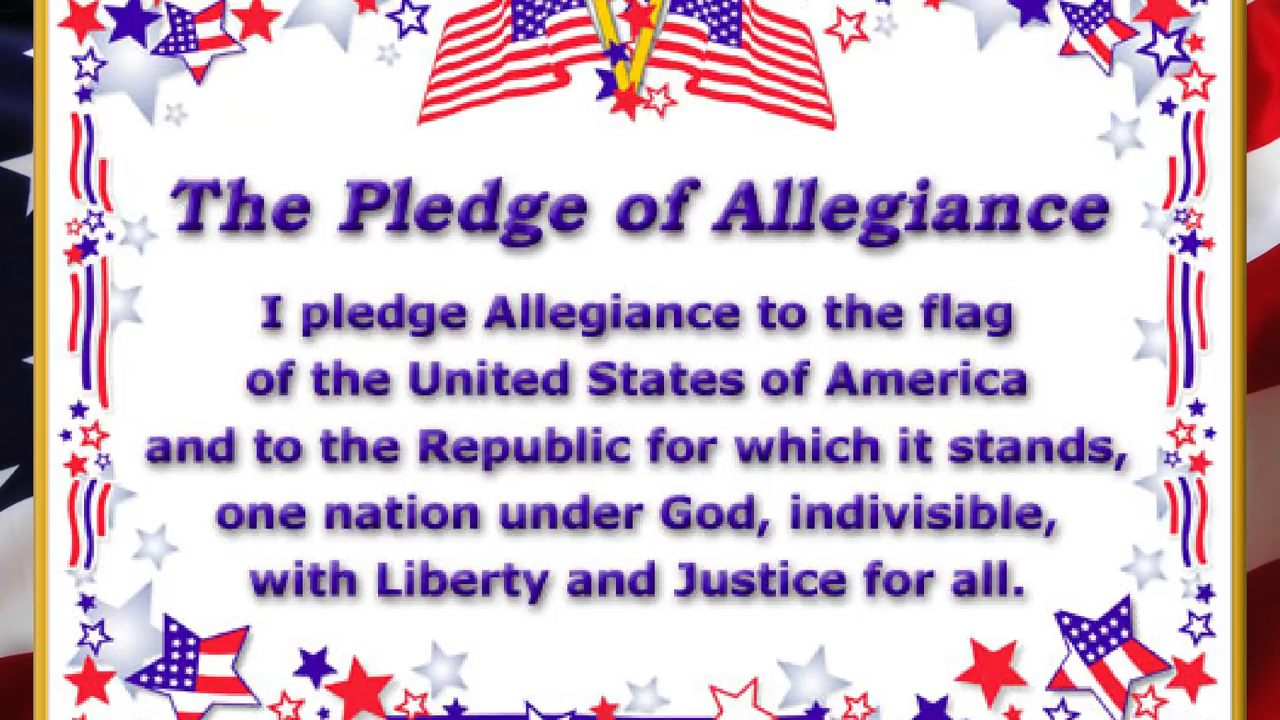 The Pledge of Allegiance
I pledge Allegiance to the flag
of the United States of America
and to the Republic for which it stands,
one nation under God, indivisible,
with Liberty and Justice for all.